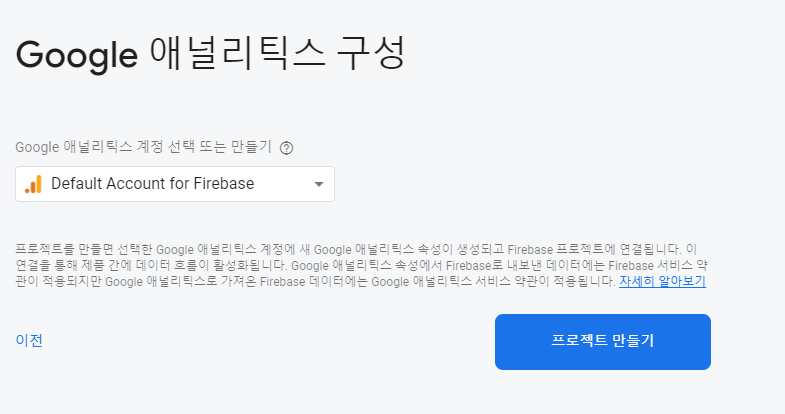 Google 애널리틱스 구성
Google 애널리틱스 계정 선택 또는 만들기
Default Account for Firebase
프로젝트를 만들면 선택한 Google 애널리틱스 계정에 새 Google 애널리틱스 속성이 생성되고 Firebase 프로젝트에 연결됩니다. 이
연결을 통해 제품 간에 데이터 흐름이 활성화됩니다. Google 애널리틱스 속성에서 Firebase로 내보낸 데이터에는 Firebase 서비스 약
관이 적용되지만 Google 애널리틱스로 가져온 Firebase 데이터에는 Google 애널리틱스 서비스 약관이 적용됩니다. 자세히 알아보기
이전
프로젝트 만들기